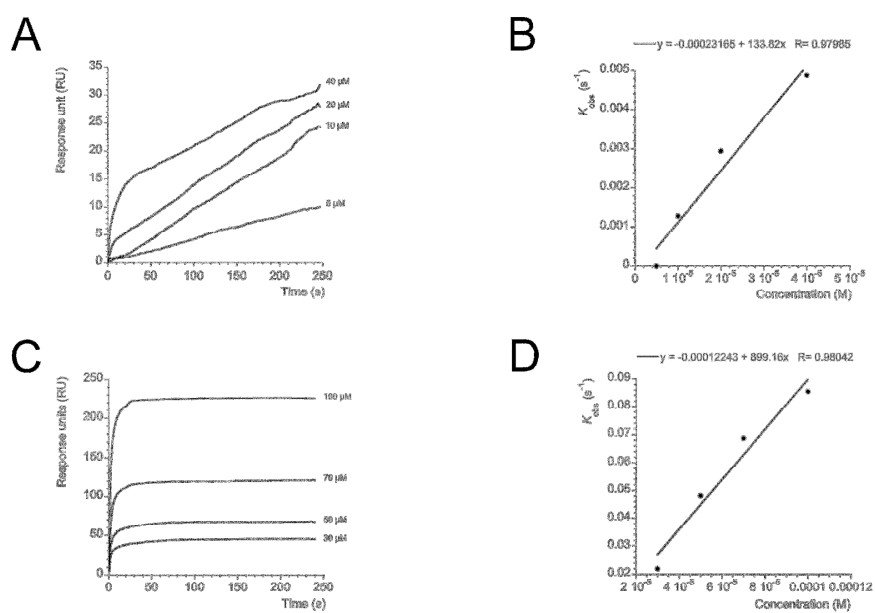 A
Response unit (RU)
35
30
25
20
15
10
5
0
0 50 100 150 200 250
Time (s)
40 µM
20 µM
10 µM
µM
B
y = -0.00023165 + 133.82x R= 0.97985
Kobs (s-1)
0.005
0.003
0.002
0.001
0
0 1 10-5 2 10-5 3 10-5 4 10-5 5 10-5
Concentration (M)
C
Response units (RU)
250
200
150
100
50
0
0 50 100 150 200 250
Time (s)
100 µM
70 µM
50 µM
30 µM
D
y = -0.00012243 + 899.16x R= 0.98042
Kobs (s-1)
0.09
0.08
0.07
0.06
0.05
0.04
0.03
0.02
2 10-5 4 10-5 6 10-5 8 10-5 0.0001 0.00012
Concentration (M)